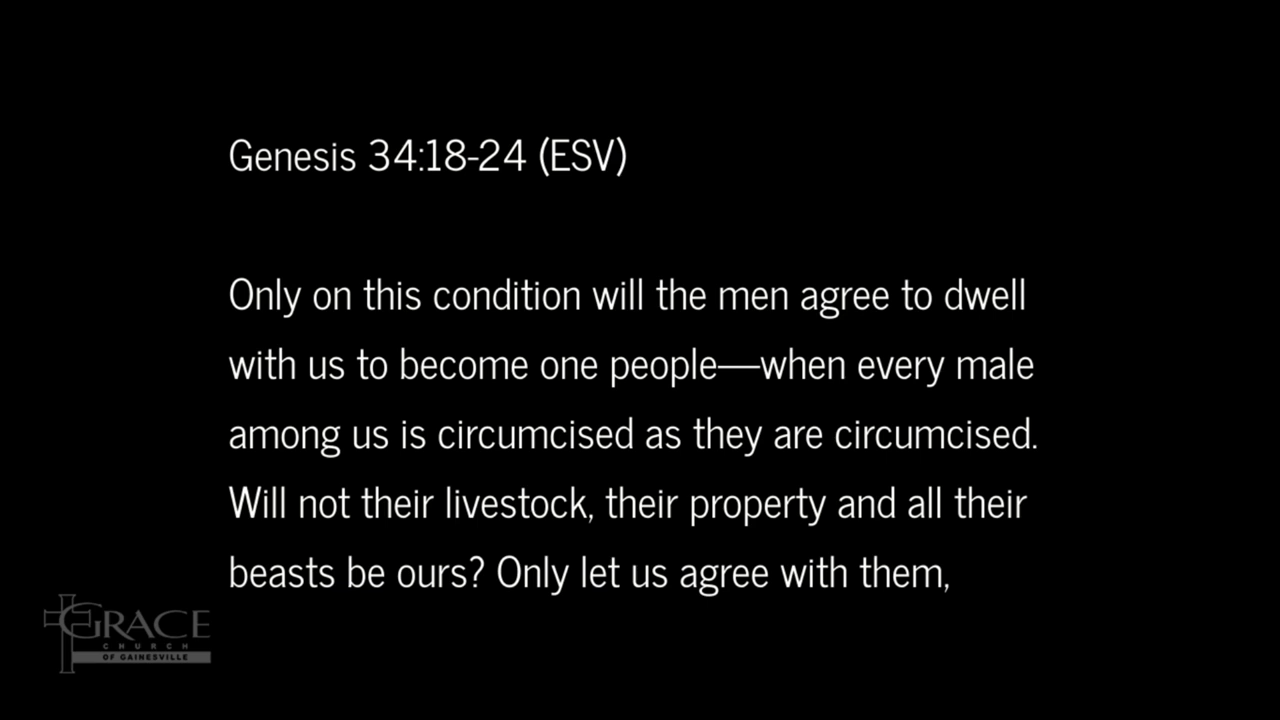 Genesis 34:18-24 (ESV)
Only on this condition will the men agree to dwell
with us to become one people—when every male
among us is circumcised as they are circumcised.
Will not their livestock, their property and all their
beasts be ours? Only let us agree with them,
GRACE
CHURCH
OF GAINESVILLE